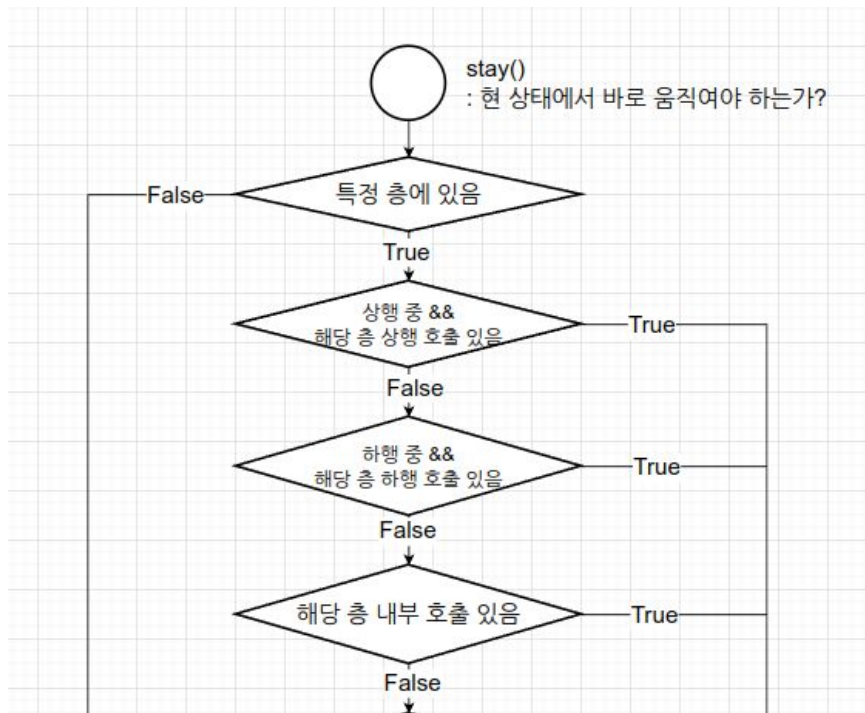 stay()
: 현 상태에서 바로 움직여야 하는가?
특정 층에 있음
False
True
상행 중 &&
해당 층 상행 호출 있음
True
False
하행 중 &&
해당 층 하행 호출 있음
True
False
해당 층 내부 호출 있음
True
False